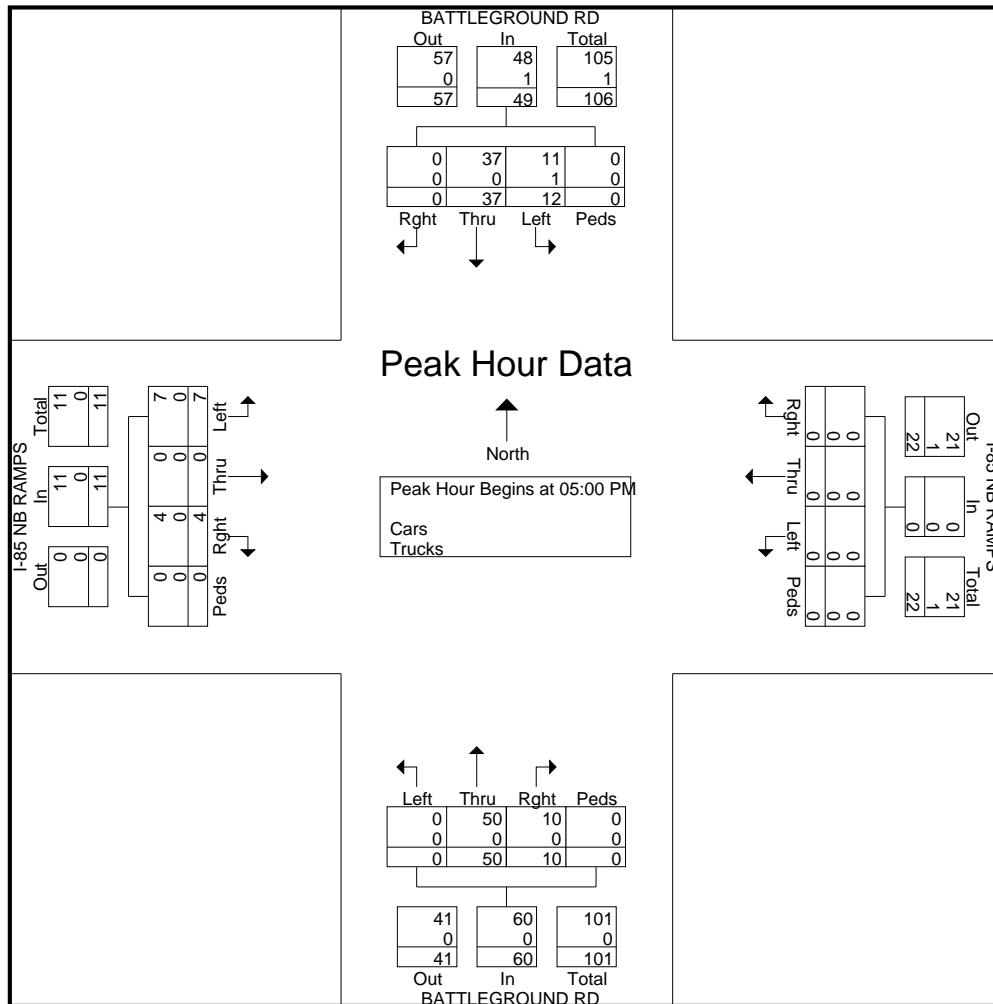 BATTLEGROUND RD
Out In Total
57 48 105
0 1 1
57 49 106
0 37 11 0
0 0 1 0
0 37 12 0
Rght Thru Left Peds
Peak Hour Data
North
Peak Hour Begins at 05:00 PM
Cars
Trucks
I-85 NB RAMPS
Out In Total
0 11 11
0 0 0
0 11 11
Left Thru Rght Peds
7 0 4 0
0 0 0 0
7 0 4 0
I-85 NB RAMPS
Out In Total
21 0 21
1 0 1
22 0 22
Rght Thru Left Peds
0 0 0 0
0 0 0 0
0 0 0 0
Left Thru Rght Peds
0 50 10 0
0 0 0 0
0 50 10 0
41 60 101
0 0 0
41 60 101
Out In Total
BATTLEGROUND RD